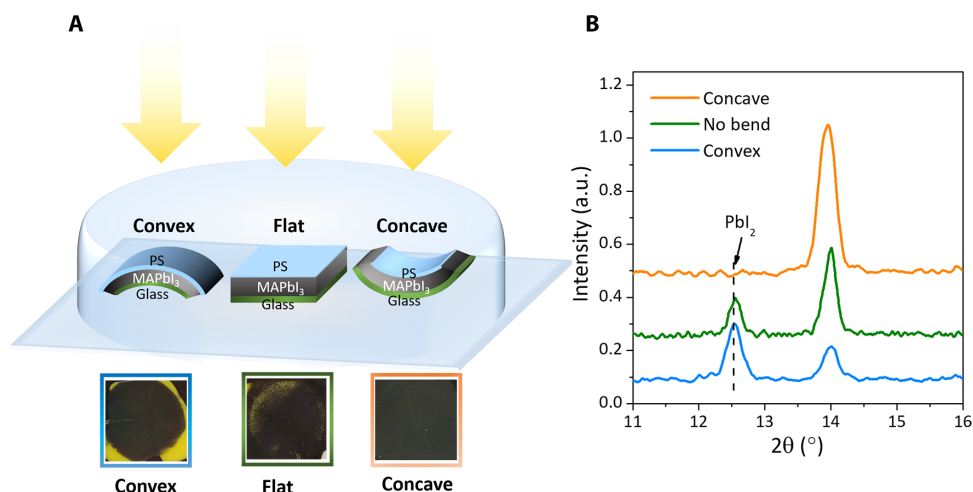 A
Convex
Flat
Concave
PS
MAPbI₃
Glass
PS
MAPbI₃
Glass
PS
MAPbI₃
Glass
Convex
Flat
Concave
B
Intensity (a.u.)
1.2
1.0
0.8
0.6
0.4
0.2
0.0
Concave
No bend
Convex
PbI₂
11
12
13
14
15
16
2θ (°)